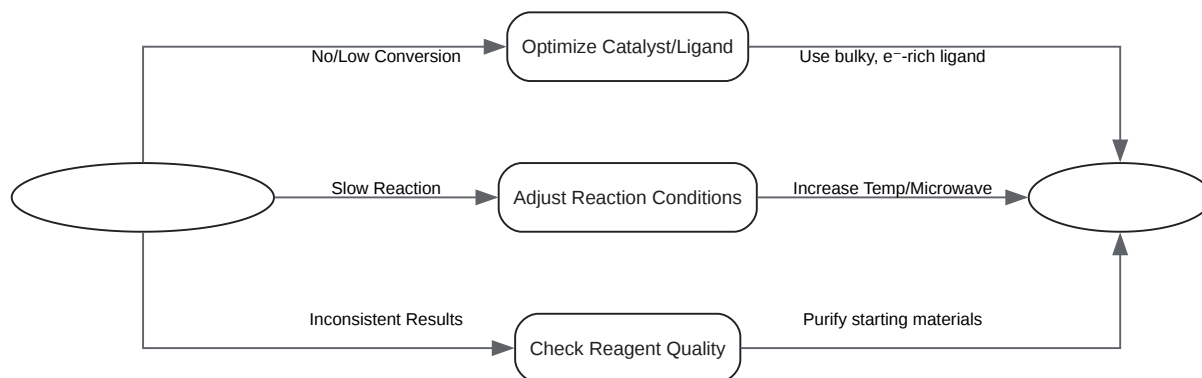 Optimize Catalyst/Ligand
No/Low Conversion
Use bulky, e⁻-rich ligand
Slow Reaction
Adjust Reaction Conditions
Increase Temp/Microwave
Inconsistent Results
Purify starting materials
Check Reagent Quality